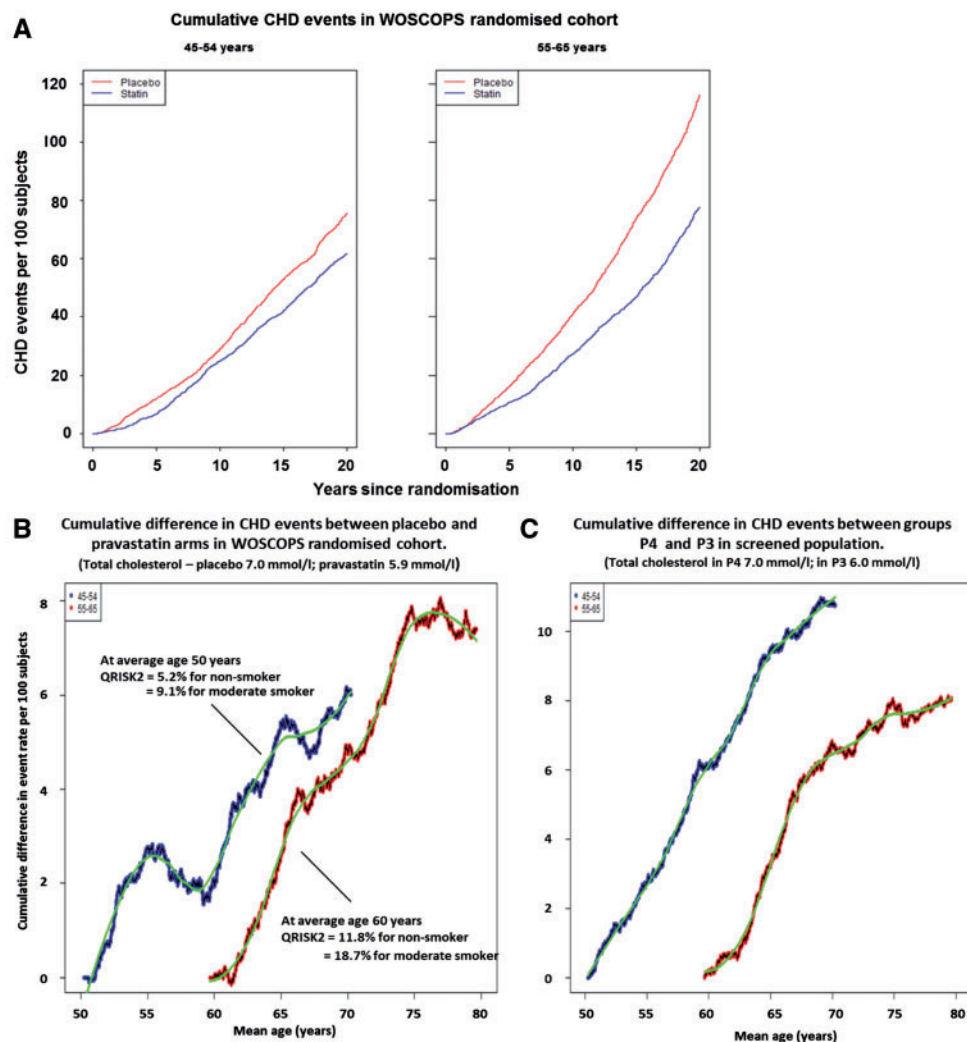 A
Cumulative CHD events in WOSCOPS randomised cohort
45-54 years
55-65 years
Placebo
Statin
Placebo
Statin
CHD events per 100 subjects
120
100
80
60
40
20
0
0 5 10 15 20
0 5 10 15 20
Years since randomisation
B
Cumulative difference in CHD events between placebo and
pravastatin arms in WOSCOPS randomised cohort.
(Total cholesterol – placebo 7.0 mmol/l; pravastatin 5.9 mmol/l)
45-54
55-65
Cumulative difference in event rate per 100 subjects
8
6
4
2
0
At average age 50 years
QRISK2 = 5.2% for non-smoker
= 9.1% for moderate smoker
At average age 60 years
QRISK2 = 11.8% for non-smoker
= 18.7% for moderate smoker
50 55 60 65 70 75 80
Mean age (years)
C
Cumulative difference in CHD events between groups
P4 and P3 in screened population.
(Total cholesterol in P4 7.0 mmol/l; in P3 6.0 mmol/l)
45-54
55-65
10
8
6
4
2
0
50 55 60 65 70 75 80
Mean age (years)